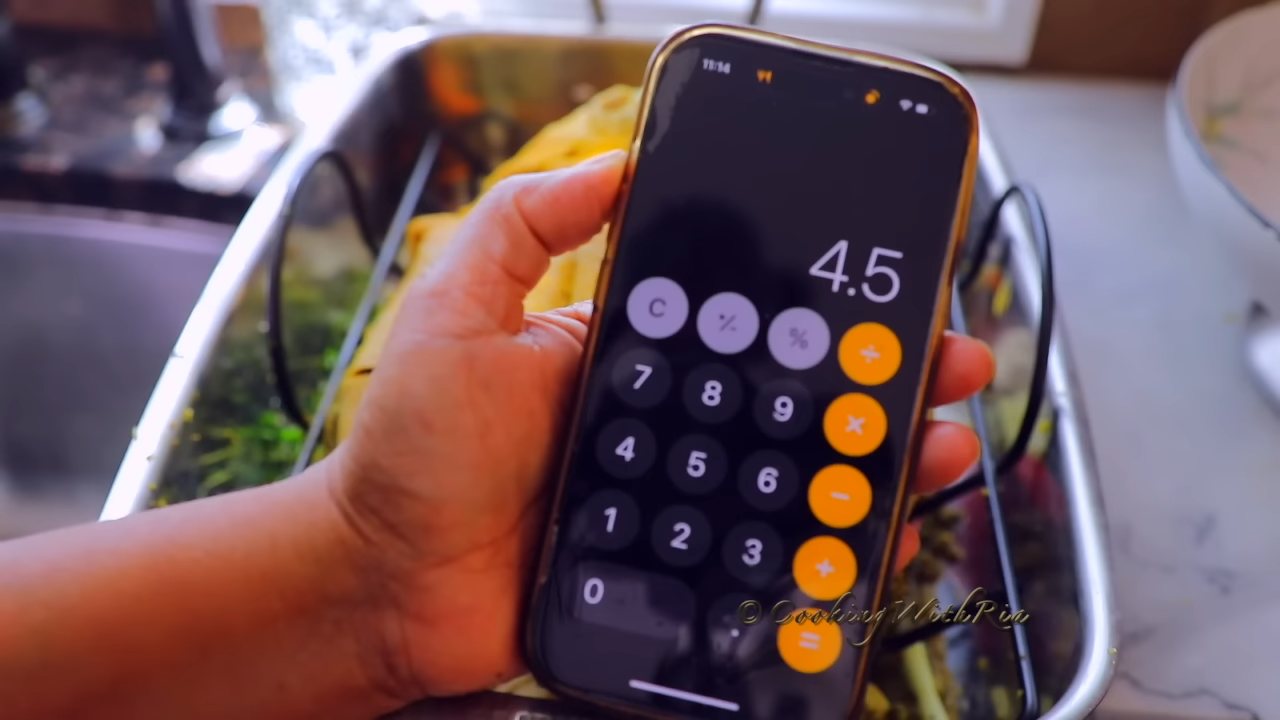 11:14
4.5
C ⁺∕₋ % ÷
7 8 9 ×
4 5 6 −
1 2 3 +
0 . =
© CookingWithRia